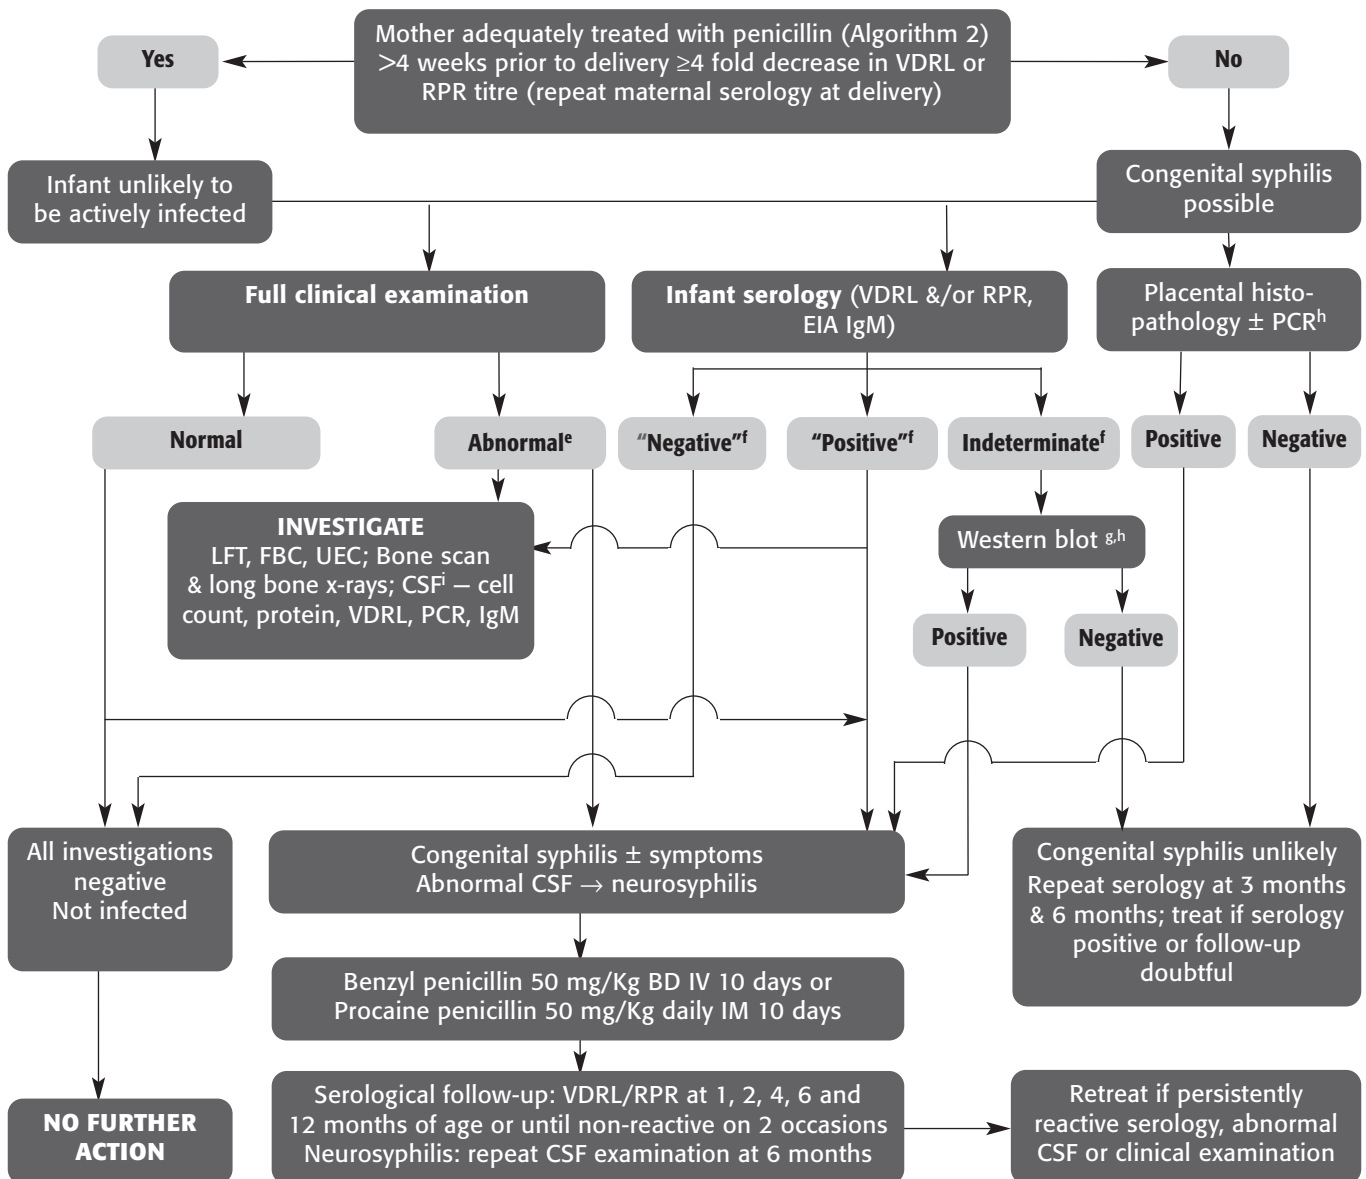 Mother adequately treated with penicillin (Algorithm 2)
>4 weeks prior to delivery ≥4 fold decrease in VDRL or
RPR titre (repeat maternal serology at delivery)
Yes
No
Infant unlikely to
be actively infected
Congenital syphilis
possible
Full clinical examination
Infant serology (VDRL &/or RPR,
EIA IgM)
Placental histo-
pathology ± PCRʰ
Normal
Abnormalᵉ
“Negative”ᶠ
“Positive”ᶠ
Indeterminateᶠ
Positive
Negative
INVESTIGATE
LFT, FBC, UEC; Bone scan
& long bone x-rays; CSFⁱ – cell
count, protein, VDRL, PCR, IgM
Western blot ᵍ,ʰ
Positive
Negative
All investigations
negative
Not infected
Congenital syphilis ± symptoms
Abnormal CSF → neurosyphilis
Congenital syphilis unlikely
Repeat serology at 3 months
& 6 months; treat if serology
positive or follow-up
doubtful
Benzyl penicillin 50 mg/Kg BD IV 10 days or
Procaine penicillin 50 mg/Kg daily IM 10 days
NO FURTHER
ACTION
Serological follow-up: VDRL/RPR at 1, 2, 4, 6 and
12 months of age or until non-reactive on 2 occasions
Neurosyphilis: repeat CSF examination at 6 months
Retreat if persistently
reactive serology, abnormal
CSF or clinical examination